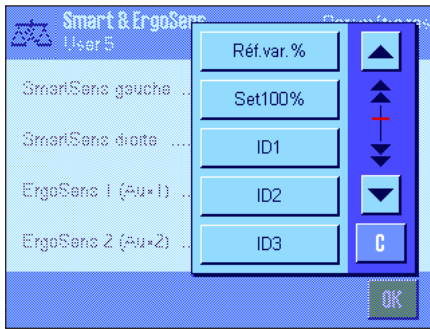 Smart & ErgoSens
User 5
SmartSens gauche ...
SmartSens droite ....
ErgoSens 1 (Aux1) ..
ErgoSens 2 (Aux2) ..
Réf.var.%
Set100%
ID1
ID2
ID3
C
OK